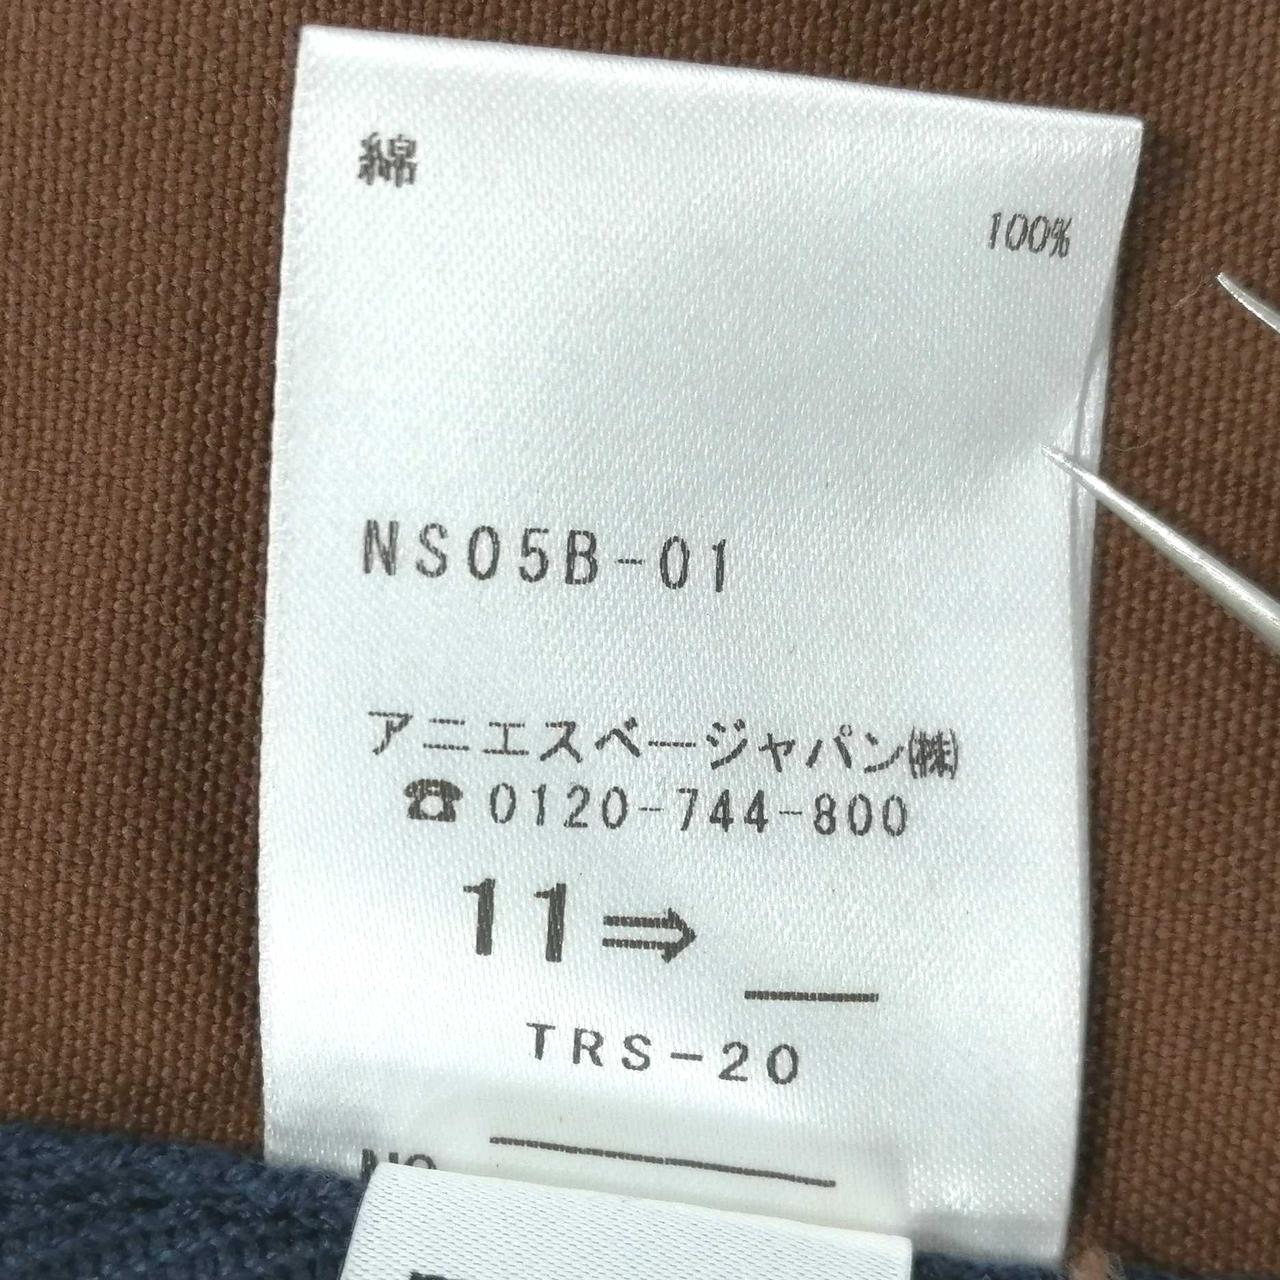 綿
100%
NS05B-01
アニエスベージャパン㈱
☎0120-744-800
11⇒
TRS-20